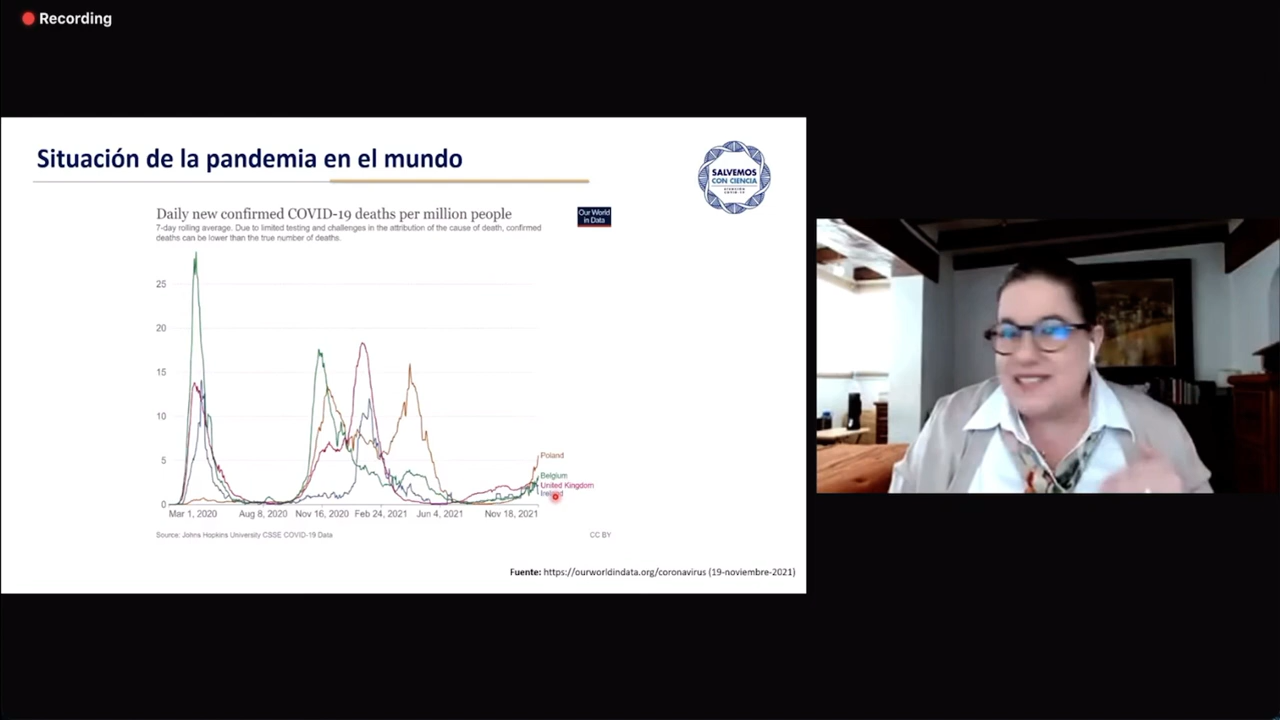 Recording
Situación de la pandemia en el mundo
SALVEMOS
CON CIENCIA
Daily new confirmed COVID-19 deaths per million people
Our World
in Data
7-day rolling average. Due to limited testing and challenges in the attribution of the cause of death, confirmed
deaths can be lower than the true number of deaths.
25
20
15
10
5
0
Poland
Belgium
United Kingdom
Mar 1, 2020 Aug 8, 2020 Nov 16, 2020 Feb 24, 2021 Jun 4, 2021 Nov 18, 2021
Source: Johns Hopkins University CSSE COVID-19 Data CC BY
Fuente: https://ourworldindata.org/coronavirus (19-noviembre-2021)